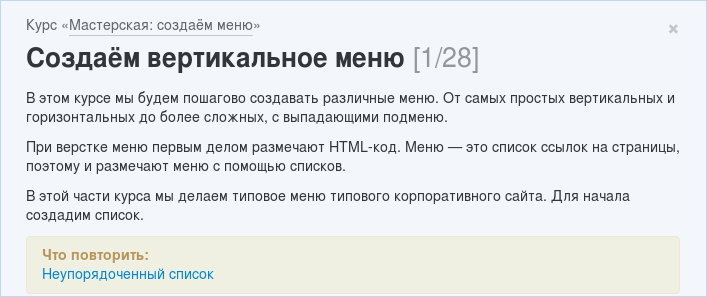 Курс «Мастерская: создаём меню»
Создаём вертикальное меню [1/28]
В этом курсе мы будем пошагово создавать различные меню. От самых простых вертикальных и
горизонтальных до более сложных, с выпадающими подменю.
При верстке меню первым делом размечают HTML-код. Меню — это список ссылок на страницы,
поэтому и размечают меню с помощью списков.
В этой части курса мы делаем типовое меню типового корпоративного сайта. Для начала
создадим список.
Что повторить:
Неупорядоченный список